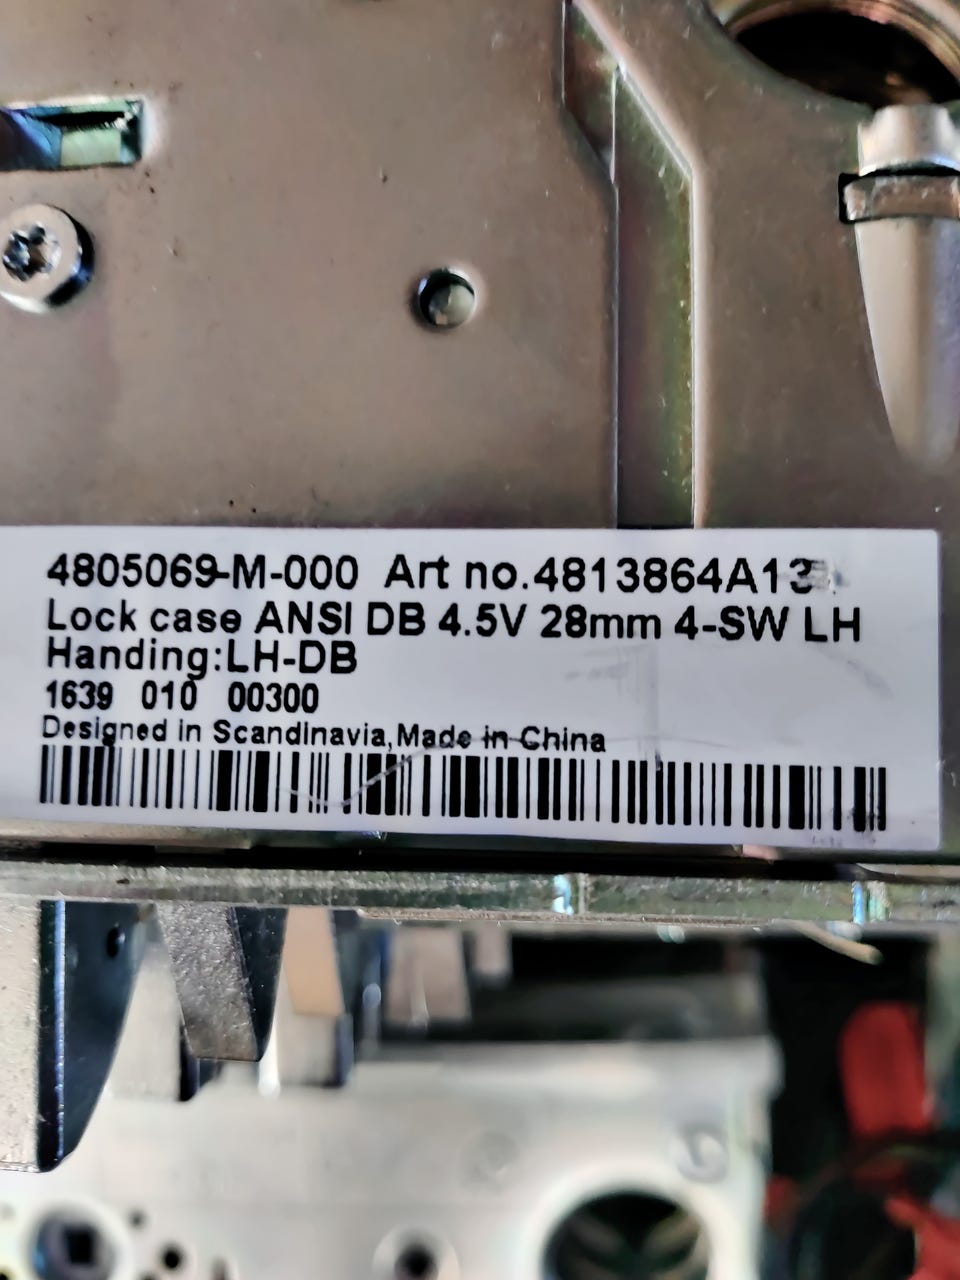 4805069-M-000 Art no.4813864A13
Lock case ANSI DB 4.5V 28mm 4-SW LH
Handing:LH-DB
1639 010 00300
Designed in Scandinavia,Made in China